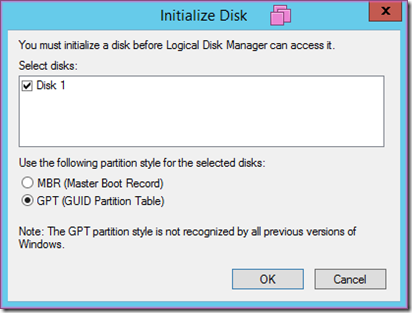 Initialize Disk
You must initialize a disk before Logical Disk Manager can access it.
Select disks:
Disk 1
Use the following partition style for the selected disks:
MBR (Master Boot Record)
GPT (GUID Partition Table)
Note: The GPT partition style is not recognized by all previous versions of
Windows.
OK
Cancel